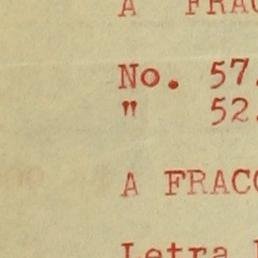 A FRAC
No. 57.
" 52.
A FRACO
Letra